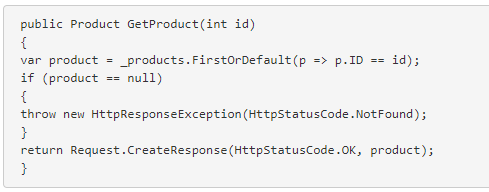 public Product GetProduct(int id)
{
var product = _products.FirstOrDefault(p => p.ID == id);
if (product == null)
{
throw new HttpResponseException(HttpStatusCode.NotFound);
}
return Request.CreateResponse(HttpStatusCode.OK, product);
}